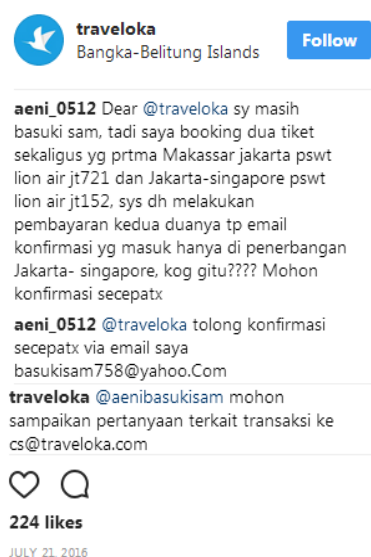 traveloka
Bangka-Belitung Islands
Follow
aeni_0512 Dear @traveloka sy masih
basuki sam, tadi saya booking dua tiket
sekaligus yg prtma Makassar jakarta pswt
lion air jt721 dan Jakarta-singapore pswt
lion air jt152, sys dh melakukan
pembayaran kedua duanya tp email
konfirmasi yg masuk hanya di penerbangan
Jakarta- singapore, kog gitu???? Mohon
konfirmasi secepatx
aeni_0512 @traveloka tolong konfirmasi
secepatx via email saya
basukisam758@yahoo.Com
traveloka @aenibasukisam mohon
sampaikan pertanyaan terkait transaksi ke
cs@traveloka.com
224 likes
JULY 21, 2016